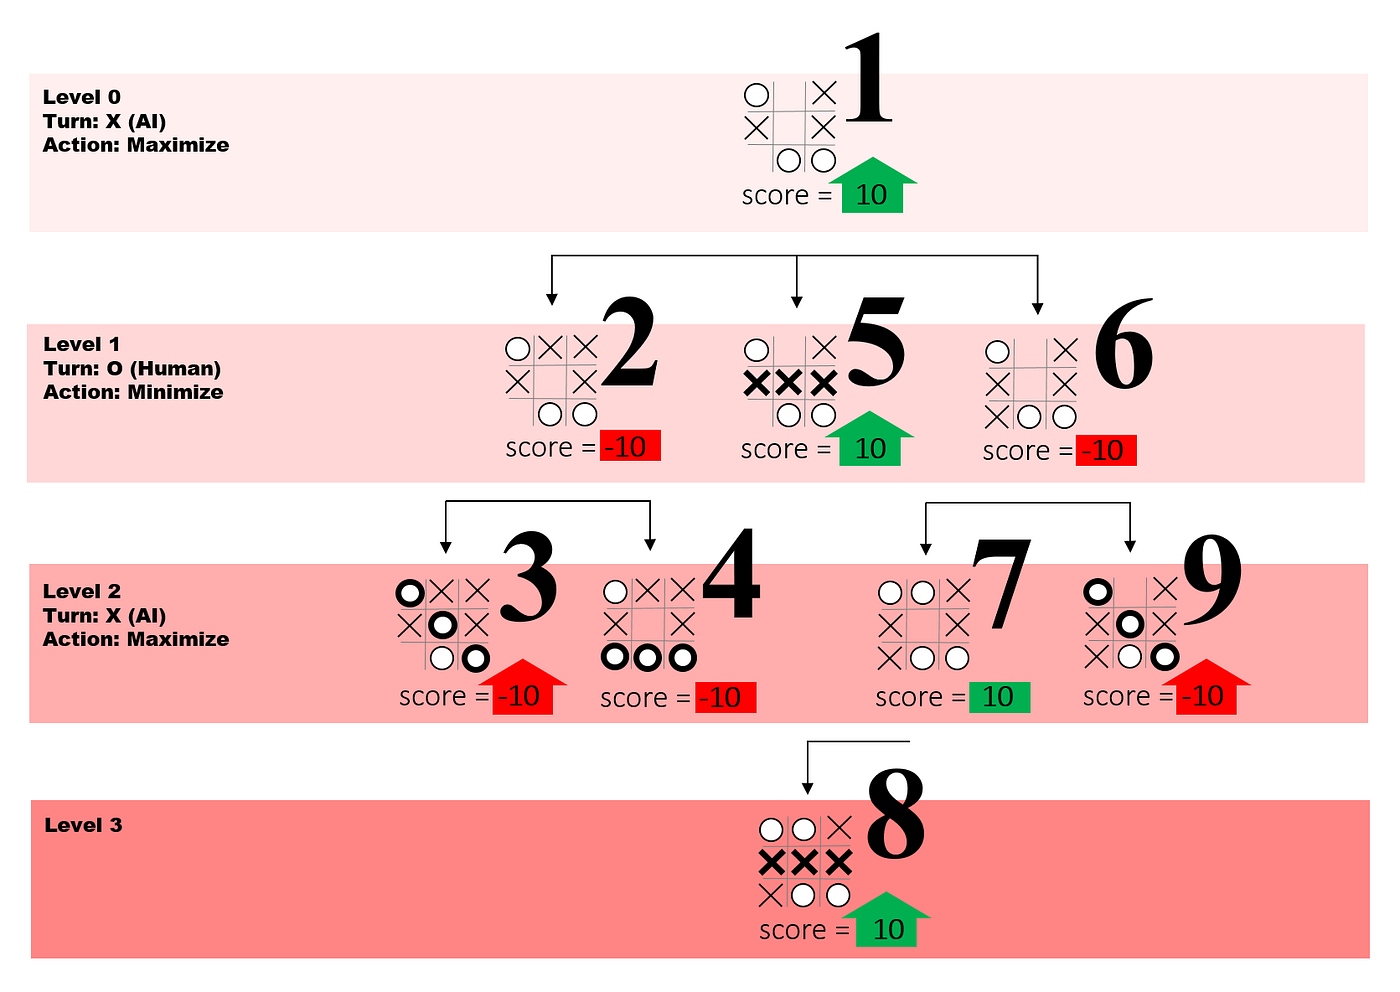 Level 0
Turn: X (AI)
Action: Maximize
1
score = 10
Level 1
Turn: O (Human)
Action: Minimize
2
score = -10
5
score = 10
6
score = -10
Level 2
Turn: X (AI)
Action: Maximize
3
score = -10
4
score = -10
7
score = 10
9
score = -10
Level 3
8
score = 10